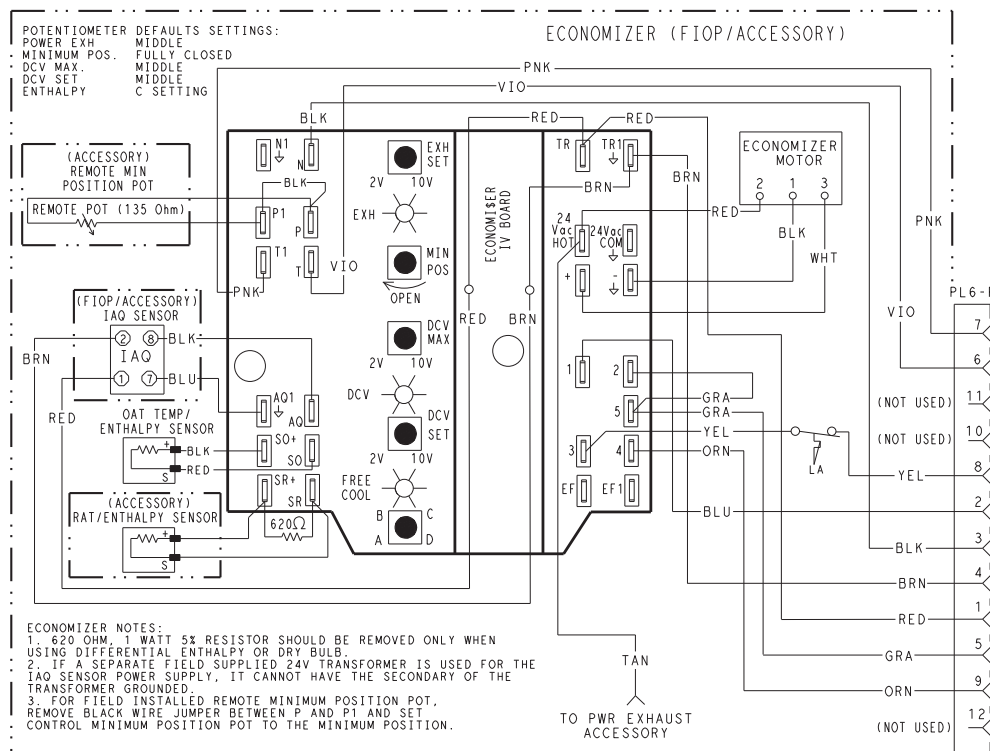 POTENTIOMETER DEFAULTS SETTINGS:
POWER EXH MIDDLE
MINIMUM POS. FULLY CLOSED
DCV MAX. MIDDLE
DCV SET MIDDLE
ENTHALPY C SETTING
ECONOMIZER (FIOP/ACCESSORY)
PNK
VIO
BLK
RED
RED
N1
N
EXH
SET
2V 10V
TR
TR1
ECONOMIZER
MOTOR
2 1 3
(ACCESSORY)
REMOTE MIN
POSITION POT
REMOTE POT (135 Ohm)
BLK
P1
P
EXH
ECONOMI$ER
IV BOARD
BRN
BRN
RED
24
Vac
HOT
24Vac
COM
BLK
WHT
PNK
T1
T
VIO
PNK
MIN
POS
OPEN
+
-
(FIOP/ACCESSORY)
IAQ SENSOR
2 8
IAQ
1 7
BLK
BLU
BRN
RED
RED
BRN
DCV
MAX
2V 10V
VIO
PL6-
7
6
1
2
DCV
AQ1
AQ
DCV
SET
2V 10V
5
GRA
GRA
YEL
ORN
(NOT USED)
11
(NOT USED)
10
OAT TEMP/
ENTHALPY SENSOR
+
S
BLK
RED
SO+
SO
3
4
LA
YEL
8
FREE
COOL
SR+
SR
EF
EF1
620Ω
B C
A D
BLU
2
(ACCESSORY)
RAT/ENTHALPY SENSOR
+
S
BLK
3
BRN
4
RED
1
GRA
5
ORN
9
(NOT USED)
12
TAN
TO PWR EXHAUST
ACCESSORY
ECONOMIZER NOTES:
1. 620 OHM, 1 WATT 5% RESISTOR SHOULD BE REMOVED ONLY WHEN
USING DIFFERENTIAL ENTHALPY OR DRY BULB.
2. IF A SEPARATE FIELD SUPPLIED 24V TRANSFORMER IS USED FOR THE
IAQ SENSOR POWER SUPPLY, IT CANNOT HAVE THE SECONDARY OF THE
TRANSFORMER GROUNDED.
3. FOR FIELD INSTALLED REMOTE MINIMUM POSITION POT,
REMOVE BLACK WIRE JUMPER BETWEEN P AND P1 AND SET
CONTROL MINIMUM POSITION POT TO THE MINIMUM POSITION.